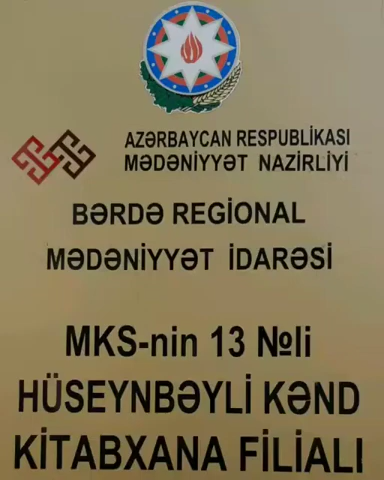 AZƏRBAYCAN RESPUBLİKASI
MƏDƏNİYYƏT NAZİRLİYİ
BƏRDƏ REGİONAL
MƏDƏNİYYƏT İDARƏSİ
MKS-nin 13 №li
HÜSEYNBƏYLİ KƏND
KİTABXANA FİLİALI